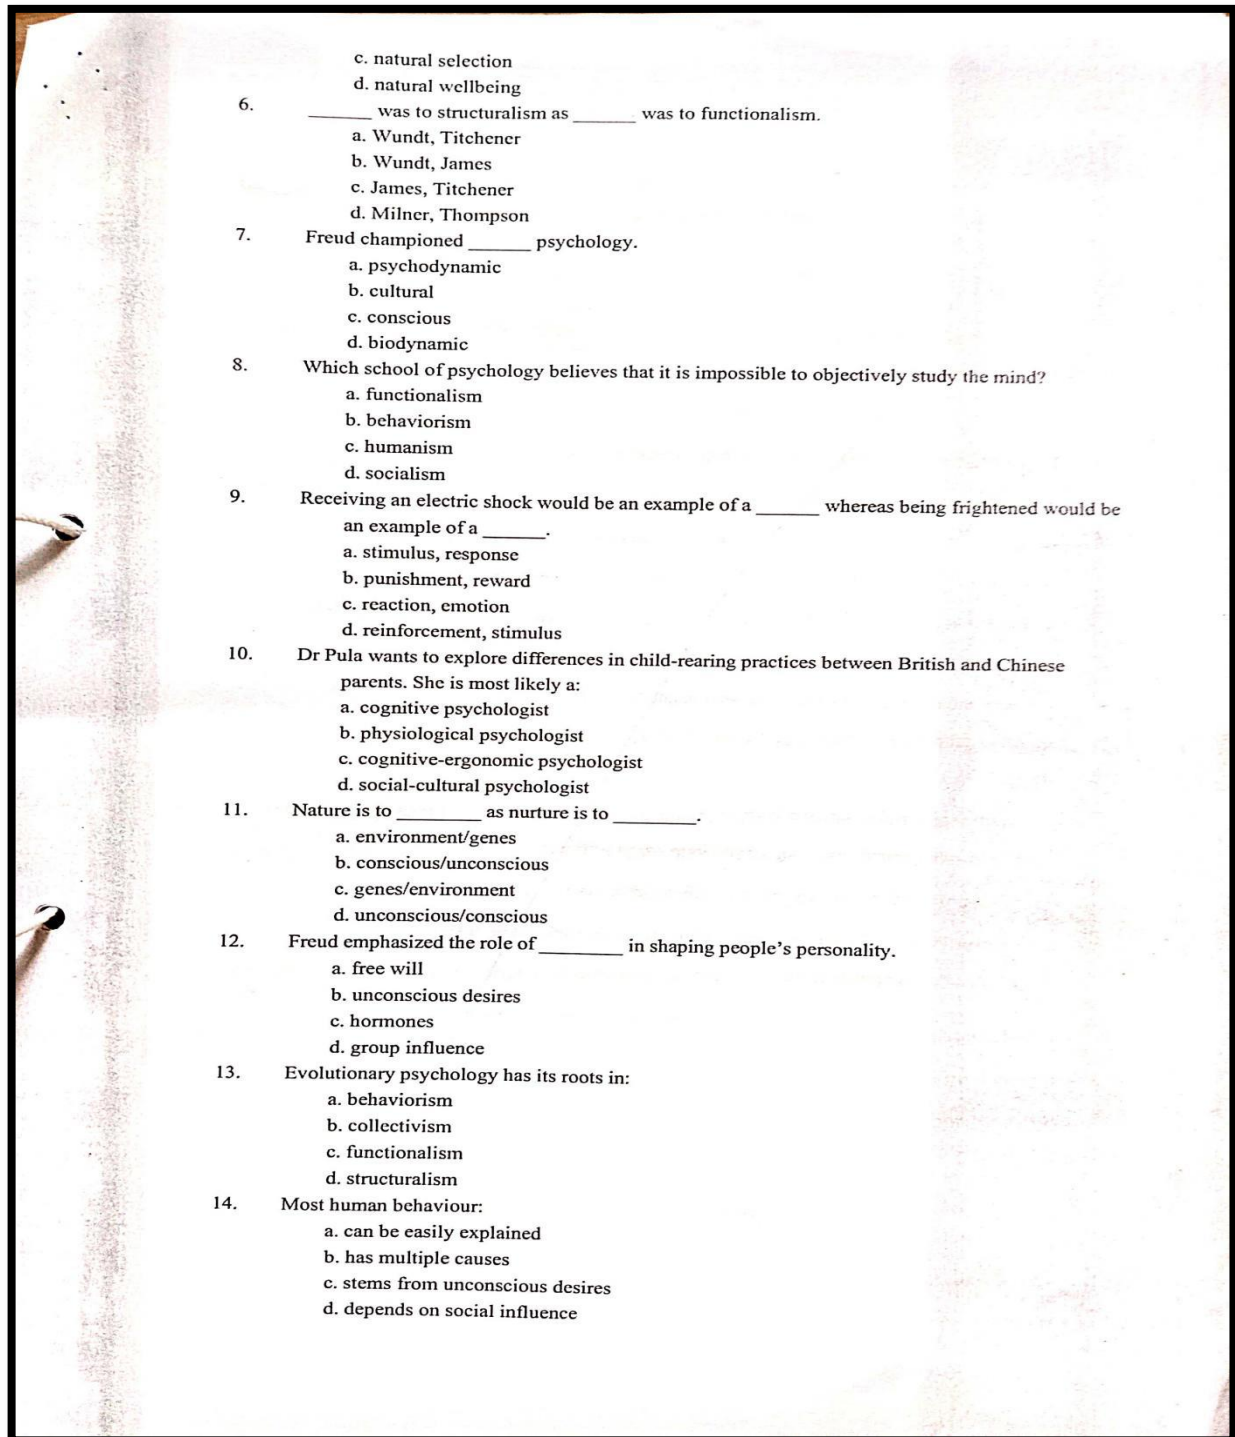 c. natural selection
d. natural wellbeing
6. ______ was to structuralism as ______ was to functionalism.
a. Wundt, Titchener
b. Wundt, James
c. James, Titchener
d. Milner, Thompson
7. Freud championed ______ psychology.
a. psychodynamic
b. cultural
c. conscious
d. biodynamic
8. Which school of psychology believes that it is impossible to objectively study the mind?
a. functionalism
b. behaviorism
c. humanism
d. socialism
9. Receiving an electric shock would be an example of a ______ whereas being frightened would be
an example of a ______.
a. stimulus, response
b. punishment, reward
c. reaction, emotion
d. reinforcement, stimulus
10. Dr Pula wants to explore differences in child-rearing practices between British and Chinese
parents. She is most likely a:
a. cognitive psychologist
b. physiological psychologist
c. cognitive-ergonomic psychologist
d. social-cultural psychologist
11. Nature is to ________ as nurture is to ________.
a. environment/genes
b. conscious/unconscious
c. genes/environment
d. unconscious/conscious
12. Freud emphasized the role of ________ in shaping people's personality.
a. free will
b. unconscious desires
c. hormones
d. group influence
13. Evolutionary psychology has its roots in:
a. behaviorism
b. collectivism
c. functionalism
d. structuralism
14. Most human behaviour:
a. can be easily explained
b. has multiple causes
c. stems from unconscious desires
d. depends on social influence